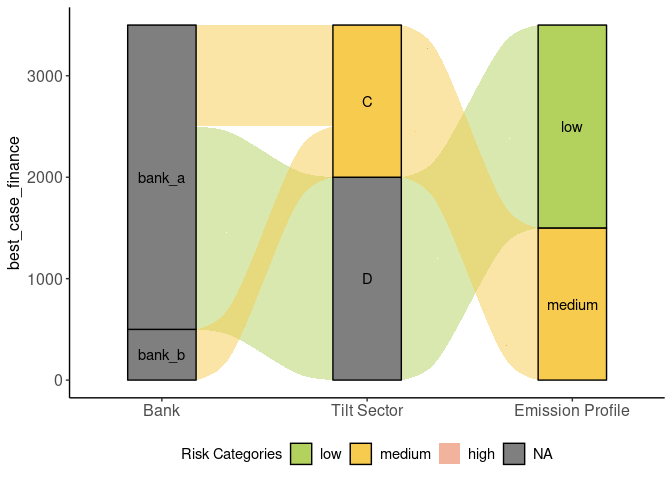 best_case_finance
3000
2000
1000
0
bank_a
bank_b
C
D
low
medium
Bank Tilt Sector Emission Profile
Risk Categories low medium high NA